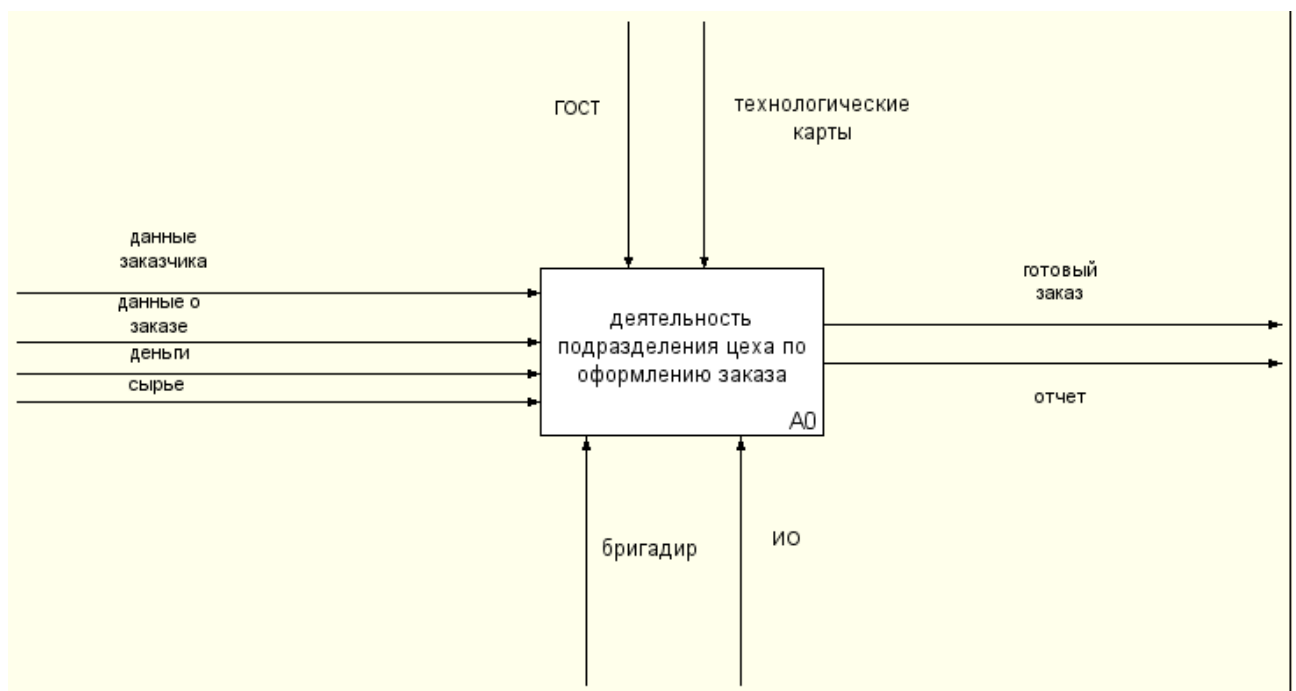 ГОСТ
технологические
карты
данные
заказчика
данные о
заказе
деньги
сырье
деятельность
подразделения цеха по
оформлению заказа
A0
готовый
заказ
отчет
бригадир
ИО